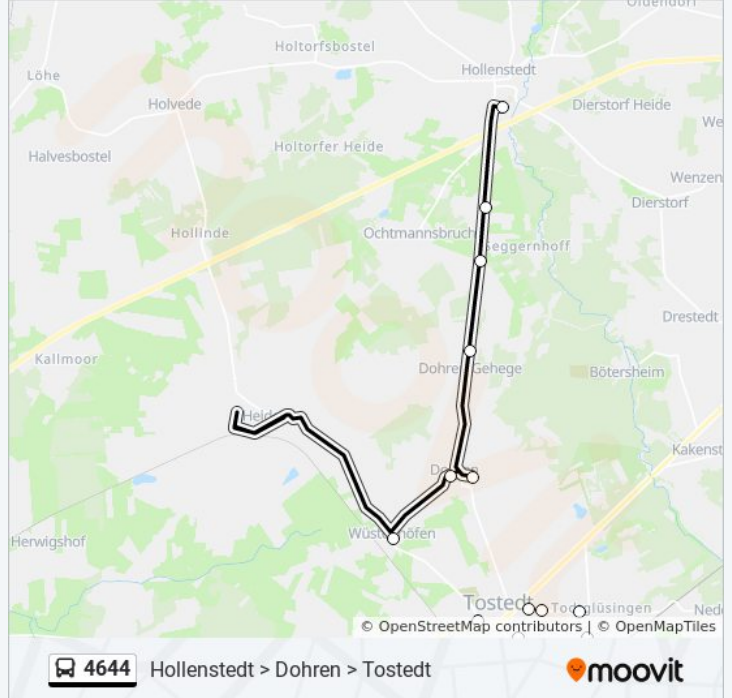 Oldendorf
Holtorfsbostel
Löhe
Hollenstedt
Holvede
Dierstorf Heide
We
Holtorfer Heide
Halvesbostel
Wenzen
Dierstorf
Hollinde
Ochtmannsbruch
Seggernhoff
Drestedt
Kallmoor
Dohren Gehege
Bötersheim
Heid
Kakenst
Herwigshof
Tostedt
Todtglüsingen
Ned
© OpenStreetMap contributors | © OpenMapTiles
4644
Hollenstedt > Dohren > Tostedt
moovit